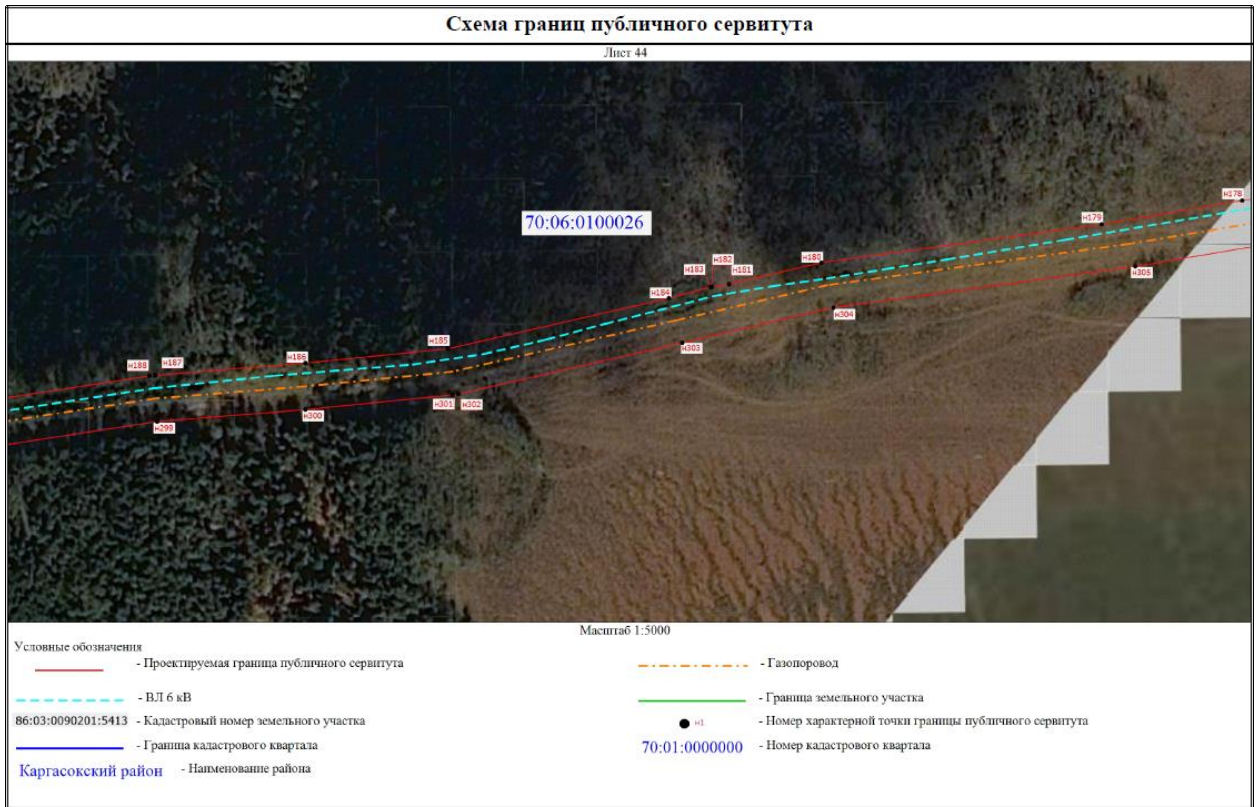 Схема границ публичного сервитута
Лист 44
н178
н179
70:06:0100026
н182
н180
н183
н181
н305
н184
н304
н185
н303
н186
н188
н187
н301
н302
н300
н299
Масштаб 1:5000
Условные обозначения
- Проектируемая граница публичного сервитута
- Газопоровод
- ВЛ 6 кВ
- Граница земельного участка
86:03:0090201:5413 - Кадастровый номер земельного участка
н1 - Номер характерной точки границы публичного сервитута
- Граница кадастрового квартала
70:01:0000000 - Номер кадастрового квартала
Каргасокский район - Наименование района